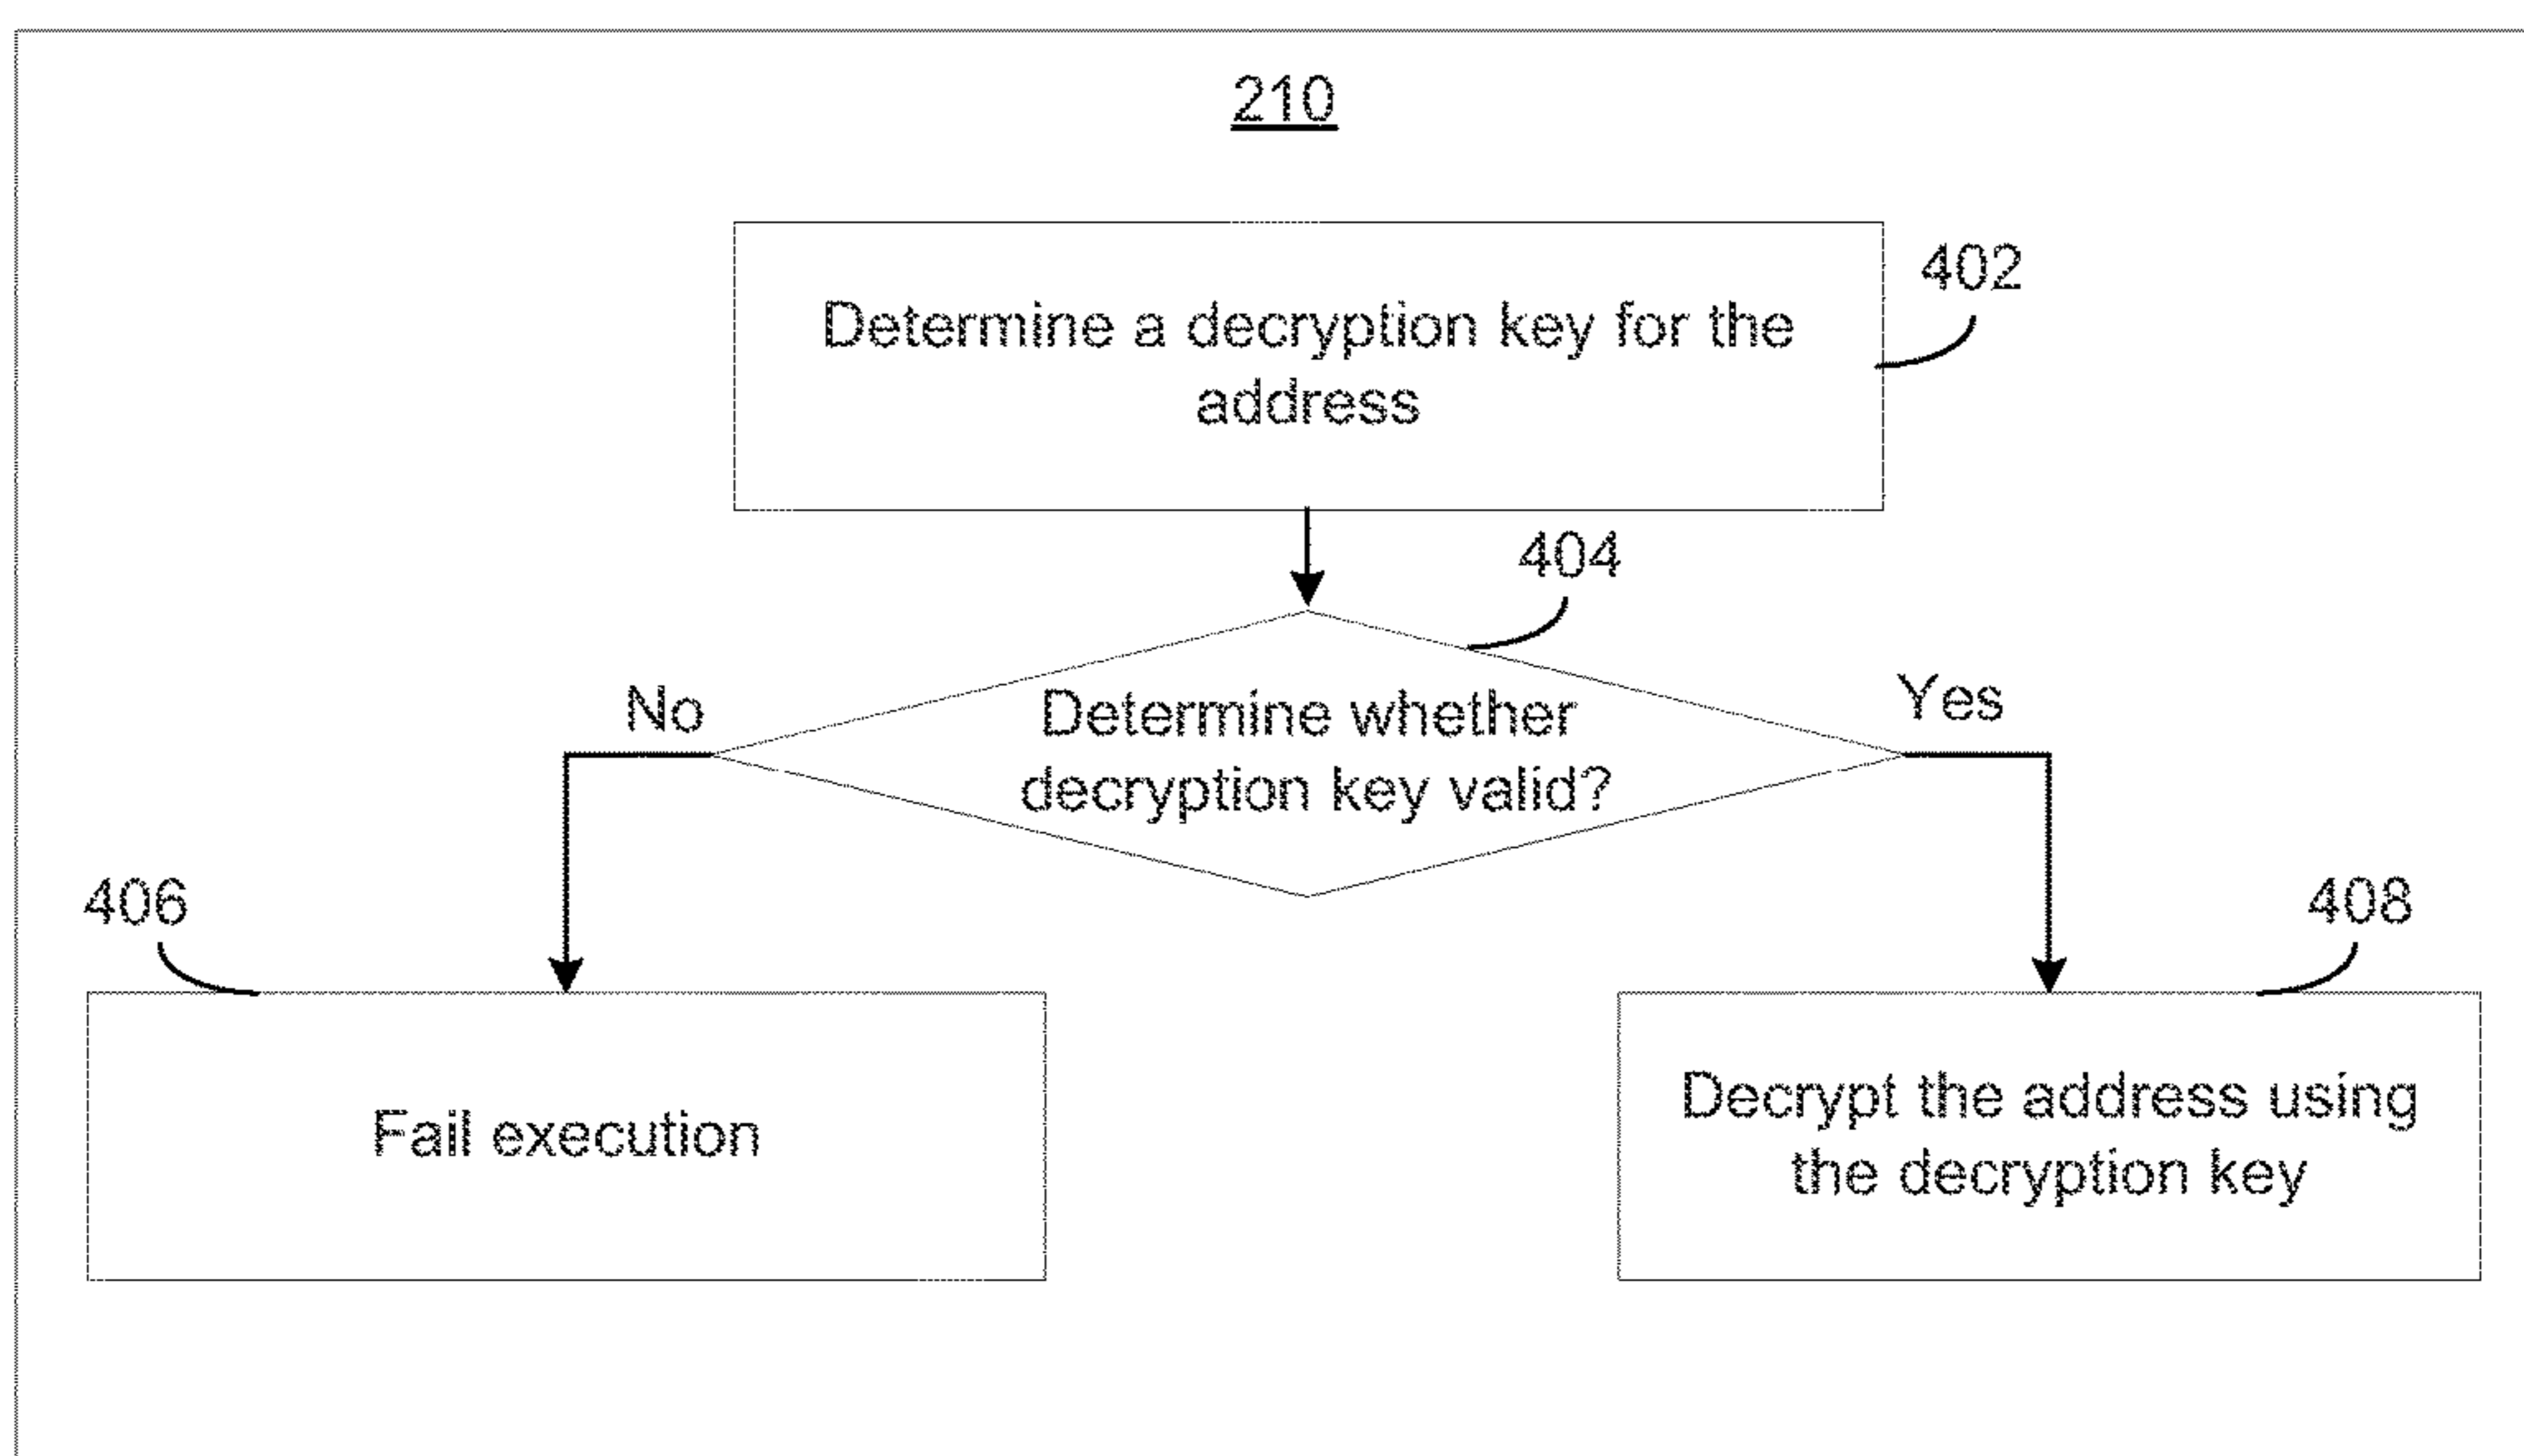 210
Determine a decryption key for the
address
402
404
No
Determine whether
decryption key valid?
Yes
406
408
Fail execution
Decrypt the address using
the decryption key